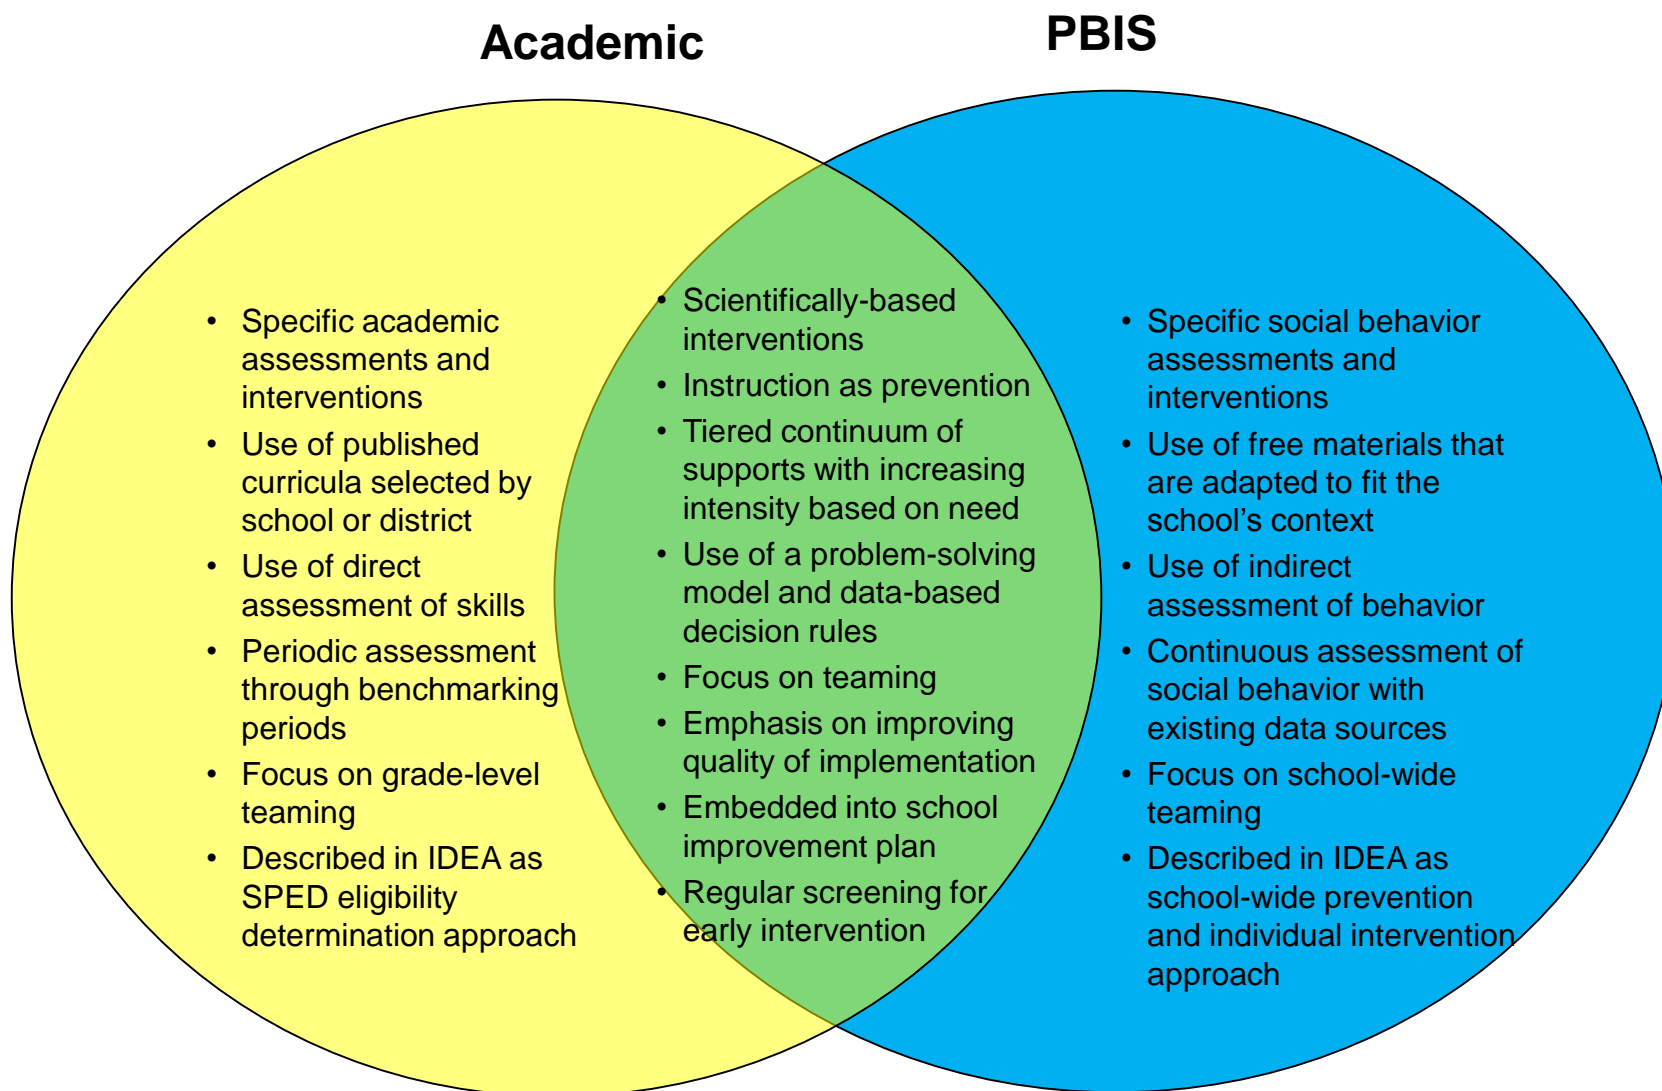 Academic
PBIS
• Specific academic
assessments and
interventions
• Use of published
curricula selected by
school or district
• Use of direct
assessment of skills
• Periodic assessment
through benchmarking
periods
• Focus on grade-level
teaming
• Described in IDEA as
SPED eligibility
determination approach
• Scientifically-based
interventions
• Instruction as prevention
• Tiered continuum of
supports with increasing
intensity based on need
• Use of a problem-solving
model and data-based
decision rules
• Focus on teaming
• Emphasis on improving
quality of implementation
• Embedded into school
improvement plan
• Regular screening for
early intervention
• Specific social behavior
assessments and
interventions
• Use of free materials that
are adapted to fit the
school’s context
• Use of indirect
assessment of behavior
• Continuous assessment of
social behavior with
existing data sources
• Focus on school-wide
teaming
• Described in IDEA as
school-wide prevention
and individual intervention
approach